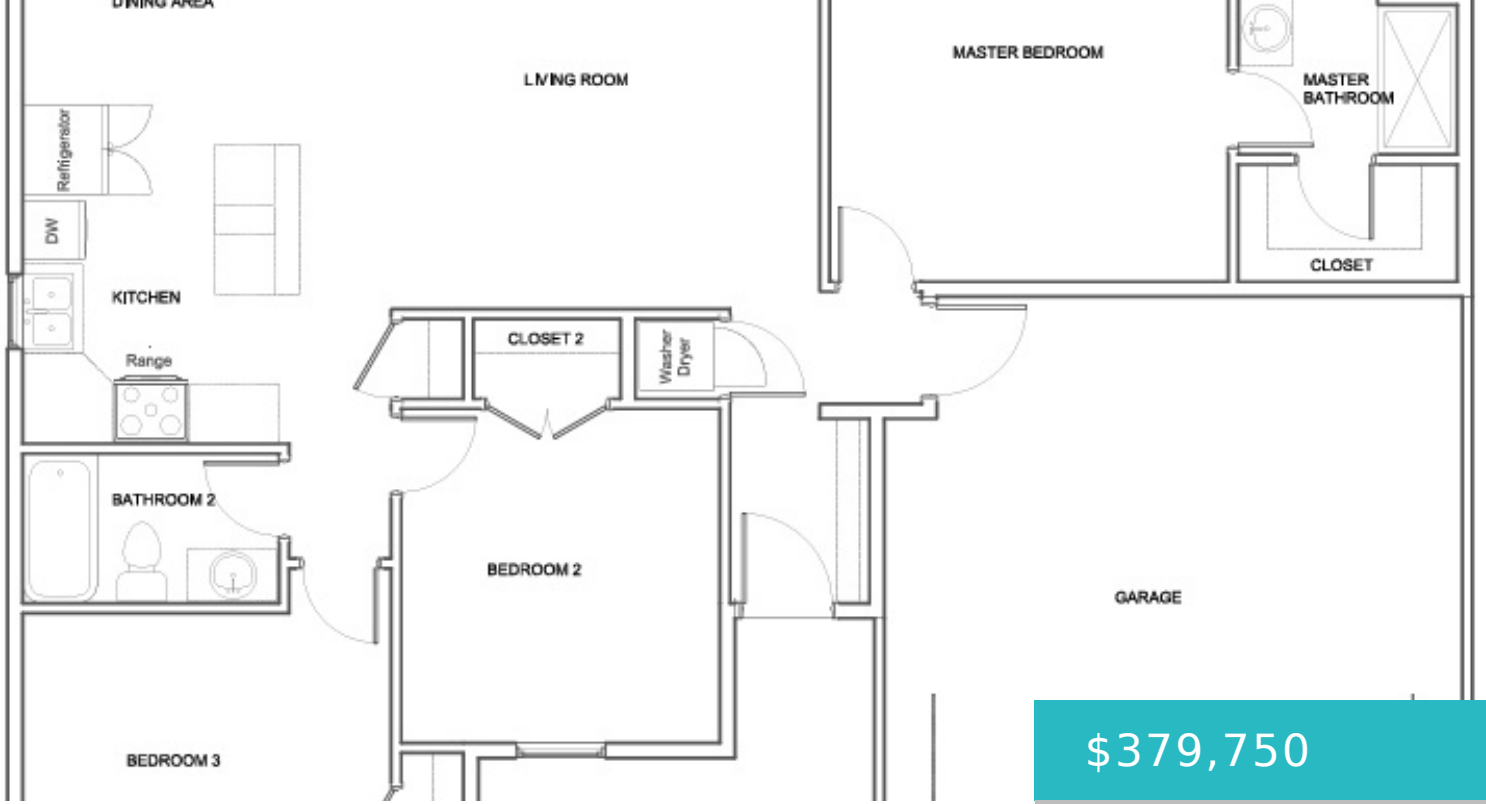 DINING AREA
LIVING ROOM
MASTER BEDROOM
MASTER
BATHROOM
Refrigerator
DW
KITCHEN
Range
CLOSET
CLOSET 2
Washer
Dryer
BATHROOM 2
BEDROOM 2
GARAGE
BEDROOM 3
$379,750